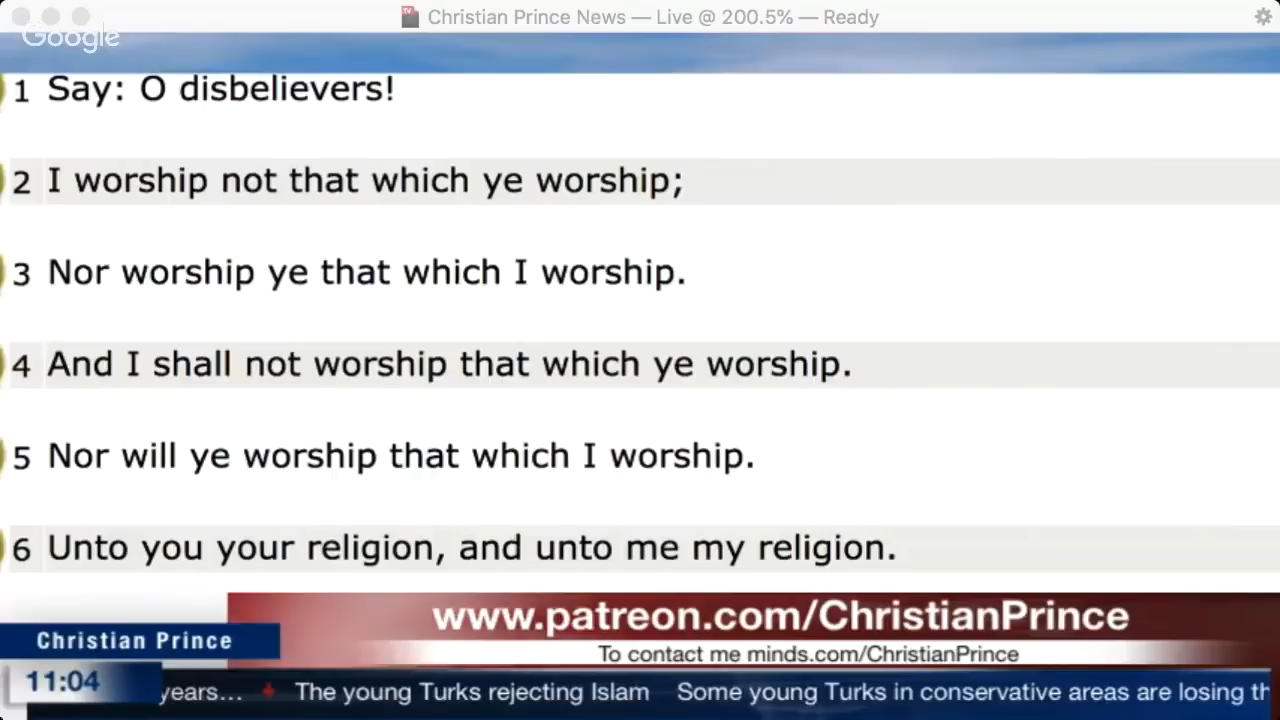 Christian Prince News — Live @ 200.5% — Ready
Google
1 Say: O disbelievers!
2 I worship not that which ye worship;
3 Nor worship ye that which I worship.
4 And I shall not worship that which ye worship.
5 Nor will ye worship that which I worship.
6 Unto you your religion, and unto me my religion.
www.patreon.com/ChristianPrince
Christian Prince
To contact me minds.com/ChristianPrince
11:04
years... The young Turks rejecting Islam Some young Turks in conservative areas are losing th